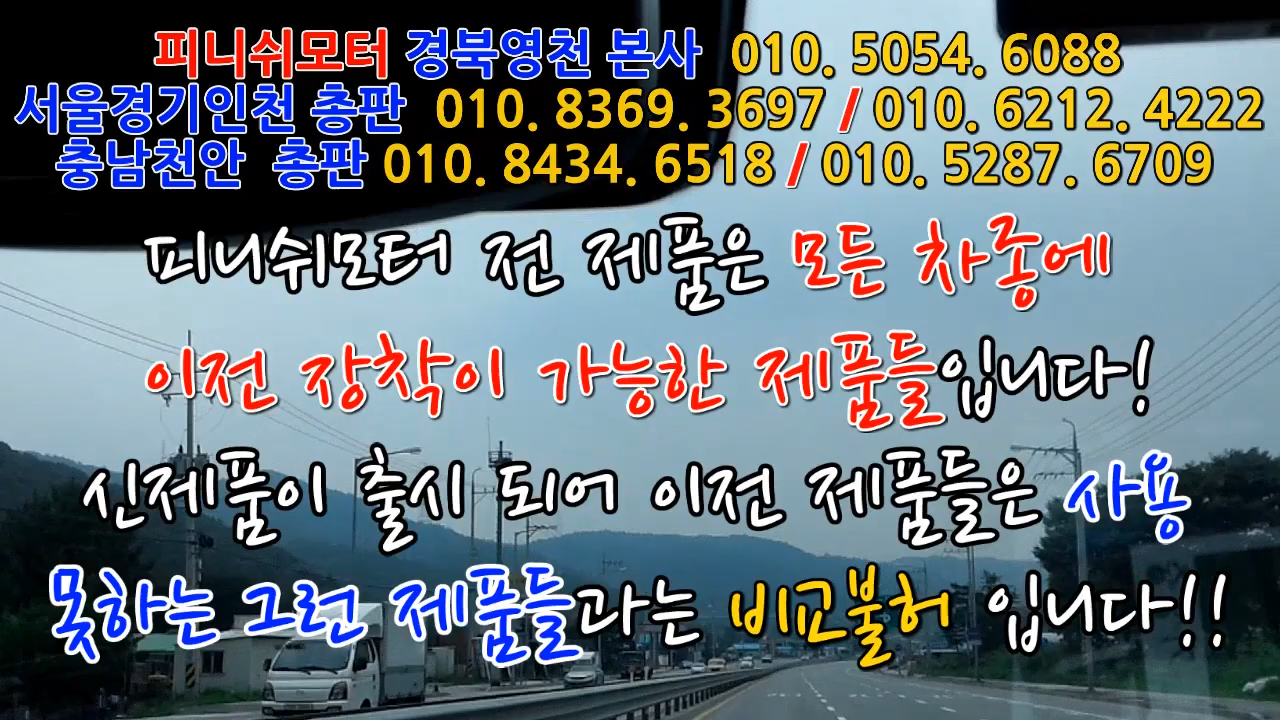 피니쉬모터 경북영천 본사 010. 5054. 6088
서울경기인천 총판 010. 8369. 3697 / 010. 6212. 4222
충남천안 총판 010. 8434. 6518 / 010. 5287. 6709
피니쉬모터 전 제품은 모든 차종에
이전 장착이 가능한 제품들입니다!
신제품이 출시 되어 이전 제품들은 사용
못하는 그런 제품들과는 비교불허 입니다!!